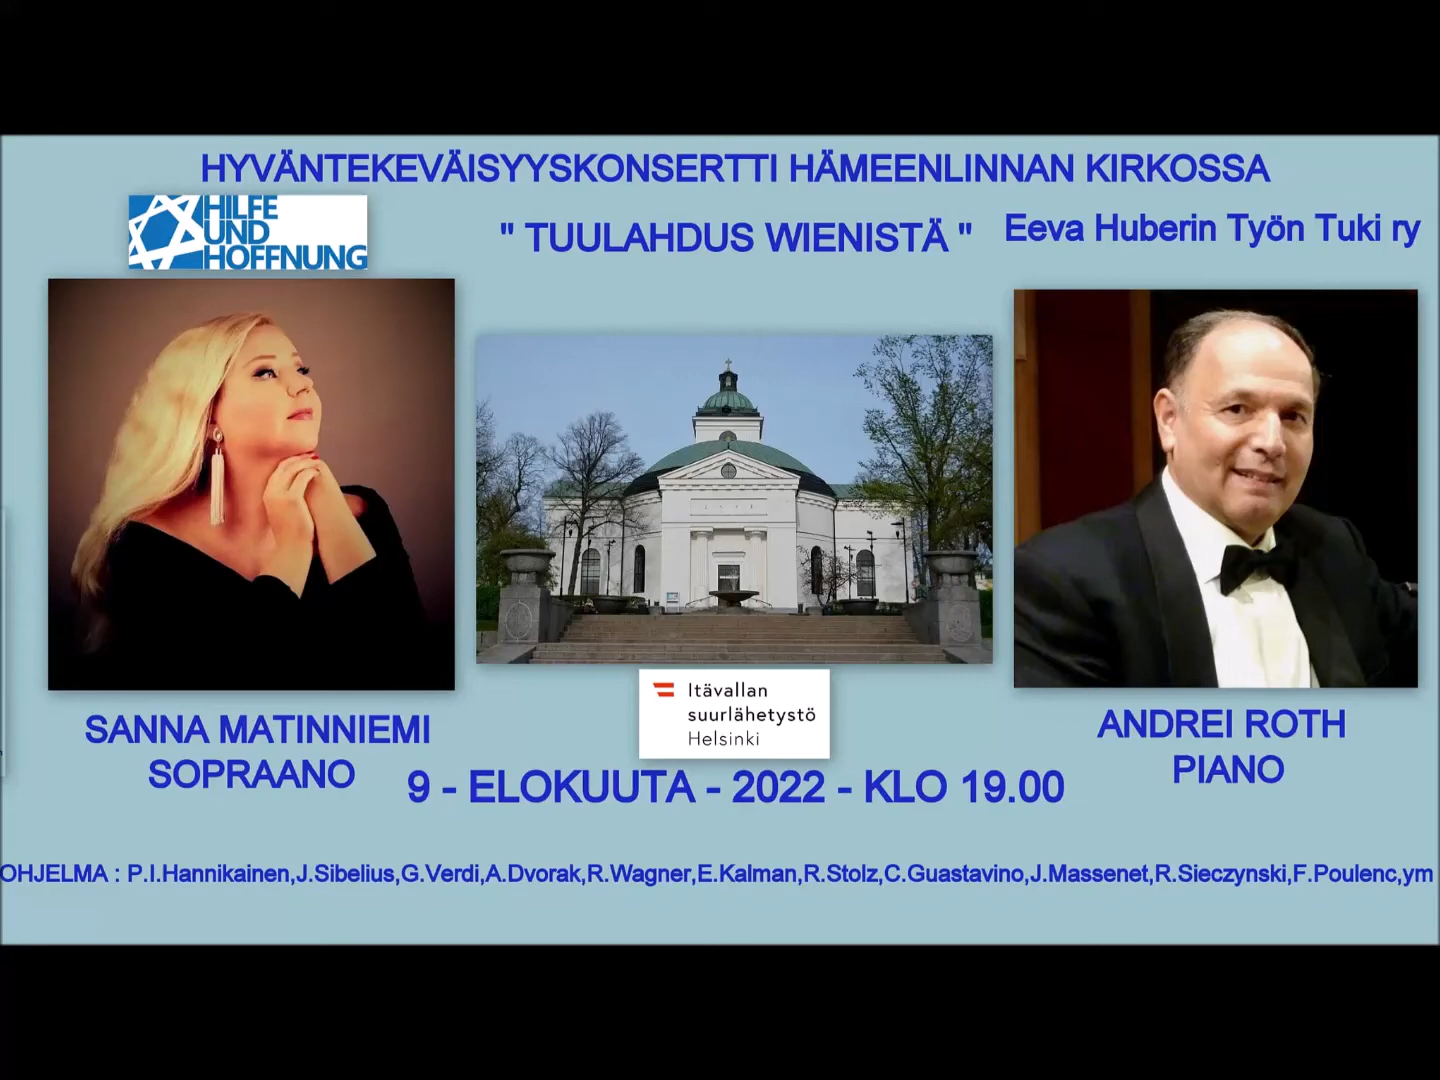 HYVÄNTEKEVÄISYYSKONSERTTI HÄMEENLINNAN KIRKOSSA
HILFE
UND
HOFFNUNG
" TUULAHDUS WIENISTÄ "
Eeva Huberin Työn Tuki ry
Itävallan
suurlähetystö
Helsinki
SANNA MATINNIEMI
SOPRAANO
ANDREI ROTH
PIANO
9 - ELOKUUTA - 2022 - KLO 19.00
OHJELMA : P.I.Hannikainen,J.Sibelius,G.Verdi,A.Dvorak,R.Wagner,E.Kalman,R.Stolz,C.Guastavino,J.Massenet,R.Sieczynski,F.Poulenc,ym